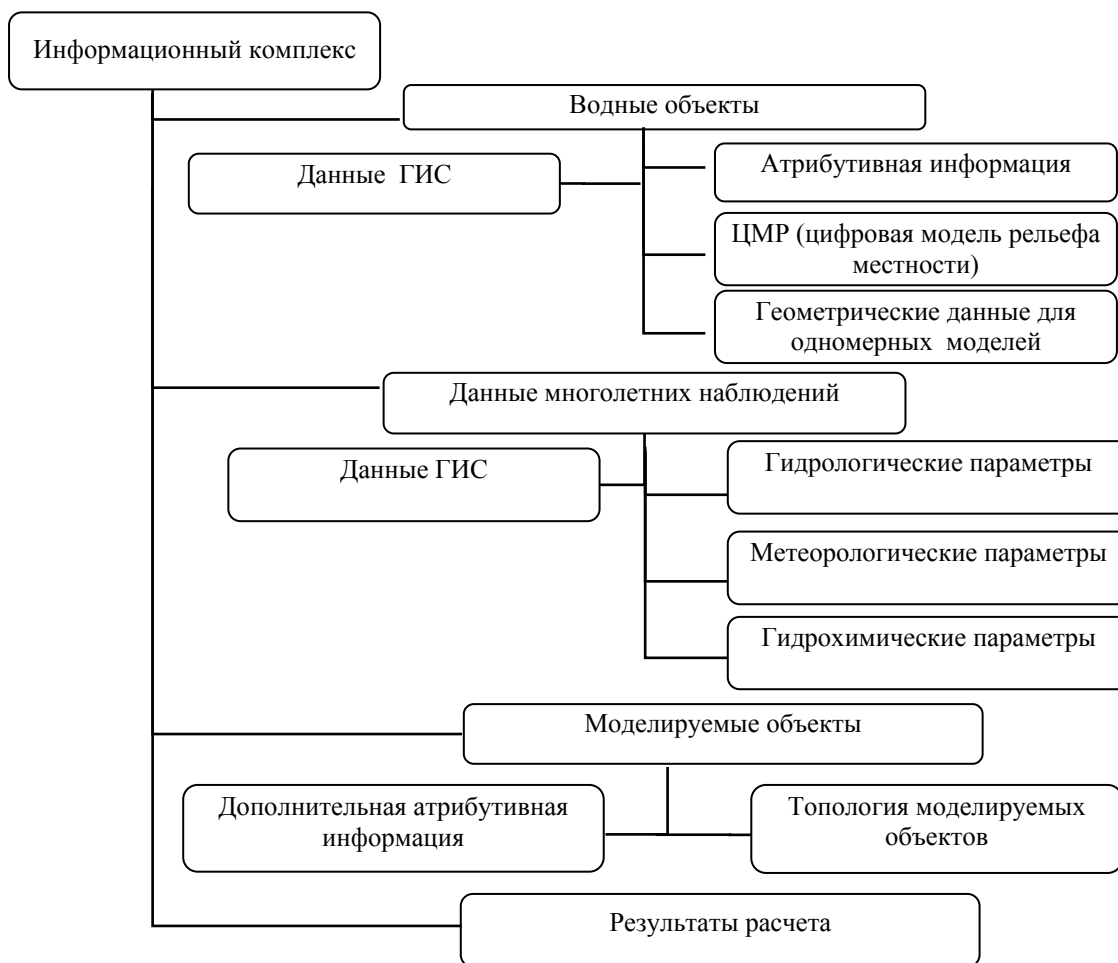 Информационный комплекс
Водные объекты
Данные ГИС
Атрибутивная информация
ЦМР (цифровая модель рельефа
местности)
Геометрические данные для
одномерных моделей
Данные многолетних наблюдений
Данные ГИС
Гидрологические параметры
Метеорологические параметры
Гидрохимические параметры
Моделируемые объекты
Дополнительная атрибутивная
информация
Топология моделируемых
объектов
Результаты расчета